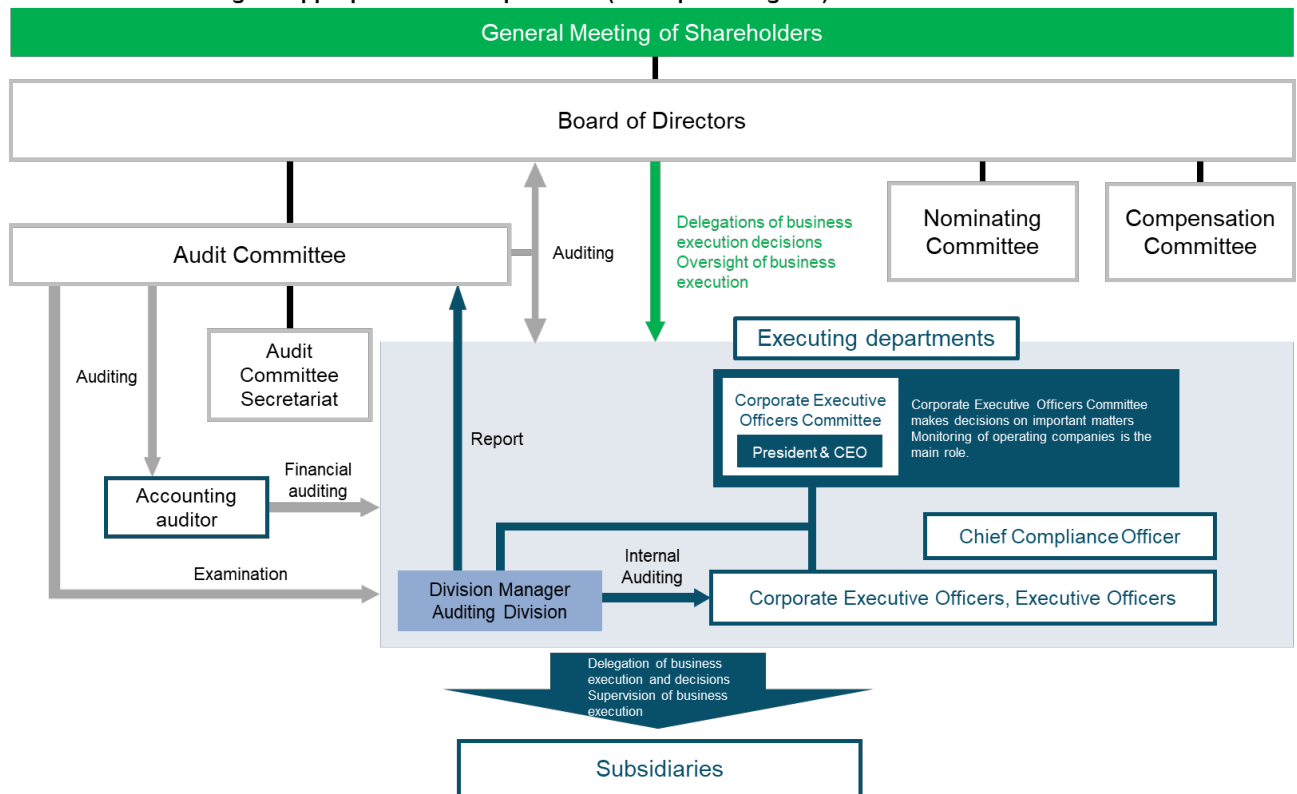 General Meeting of Shareholders
Board of Directors
Audit Committee
Auditing
Delegations of business
execution decisions
Oversight of business
execution
Nominating
Committee
Compensation
Committee
Auditing
Audit
Committee
Secretariat
Report
Executing departments
Corporate Executive
Officers Committee
President & CEO
Corporate Executive Officers Committee
makes decisions on important matters
Monitoring of operating companies is the
main role.
Accounting
auditor
Financial
auditing
Chief Compliance Officer
Internal
Auditing
Examination
Division Manager
Auditing Division
Corporate Executive Officers, Executive Officers
Delegation of business
execution and decisions
Supervision of business
execution
Subsidiaries